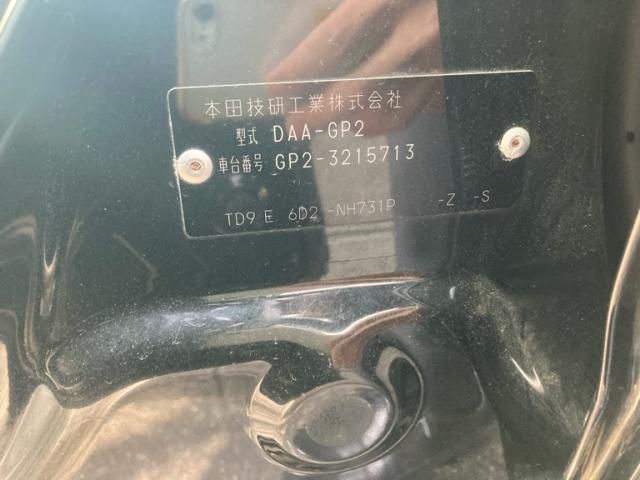 本田技研工業株式会社
型式 DAA-GP2
車台番号 GP2-3215713
TD9 E 6D2 -NH731P -Z -S